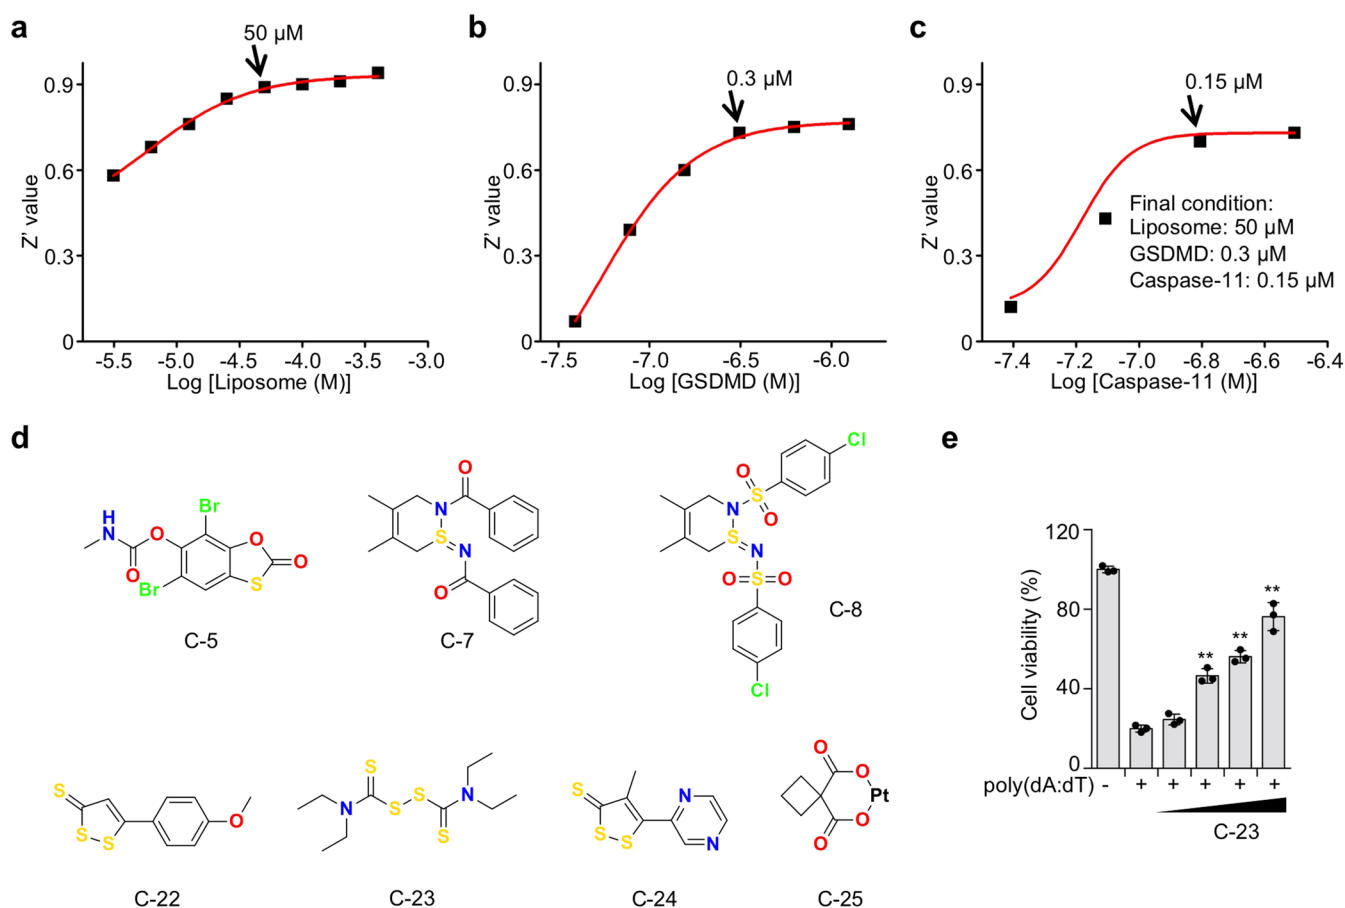 a
50 µM
0.9
0.6
0.3
0
Z' value
-5.5 -5.0 -4.5 -4.0 -3.5 -3.0
Log [Liposome (M)]
b
0.3 µM
0.9
0.6
0.3
0
Z' value
-7.5 -7.0 -6.5 -6.0
Log [GSDMD (M)]
c
0.15 µM
0.9
0.6
0.3
0
Z' value
Final condition:
Liposome: 50 µM
GSDMD: 0.3 µM
Caspase-11: 0.15 µM
-7.4 -7.2 -7.0 -6.8 -6.6 -6.4
Log [Caspase-11 (M)]
d
H
N
O
O
Br
Br
O
O
S
C-5
O
N
S
N
O
C-7
Cl
O
S
O
N
S
N
O S O
Cl
C-8
S
S
S
O
C-22
S
N
S
S
N
S
C-23
S
S
S
N
N
C-24
O
O
Pt
O
O
C-25
e
Cell viability (%)
120
80
40
0
**
**
**
poly(dA:dT) - + + + + +
C-23